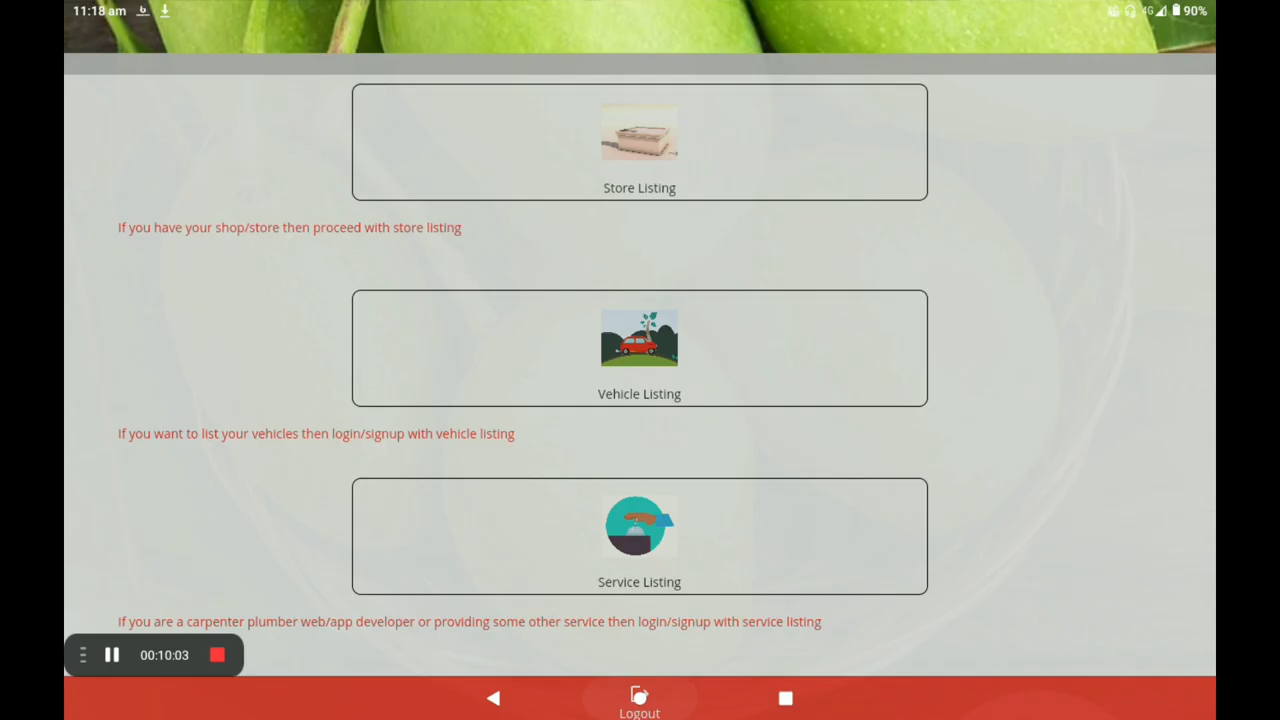 11:18 am
4G 90%
Store Listing
If you have your shop/store then proceed with store listing
Vehicle Listing
If you want to list your vehicles then login/signup with vehicle listing
Service Listing
If you are a carpenter plumber web/app developer or providing some other service then login/signup with service listing
00:10:03
Logout